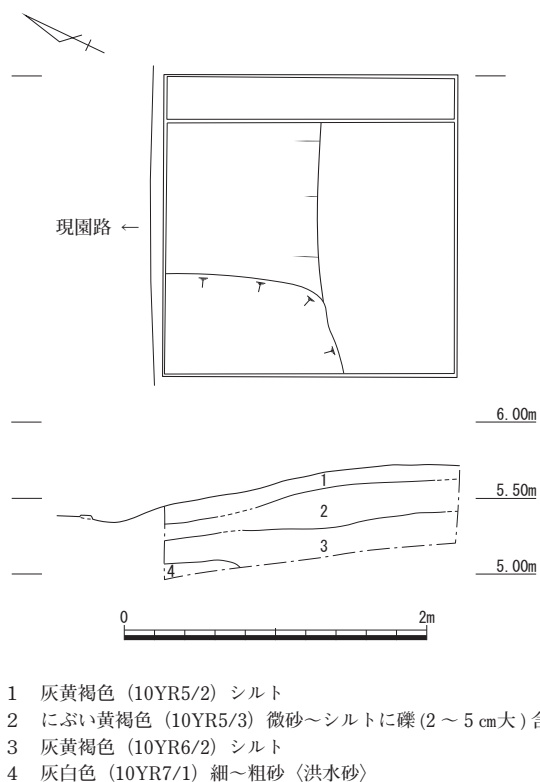 現園路 ←
6.00m
1
5.50m
2
3
4
5.00m
0 2m
1 灰黄褐色（10YR5/2）シルト
2 にぶい黄褐色（10YR5/3）微砂～シルトに礫(2～5㎝大)含
3 灰黄褐色（10YR6/2）シルト
4 灰白色（10YR7/1）細～粗砂〈洪水砂〉